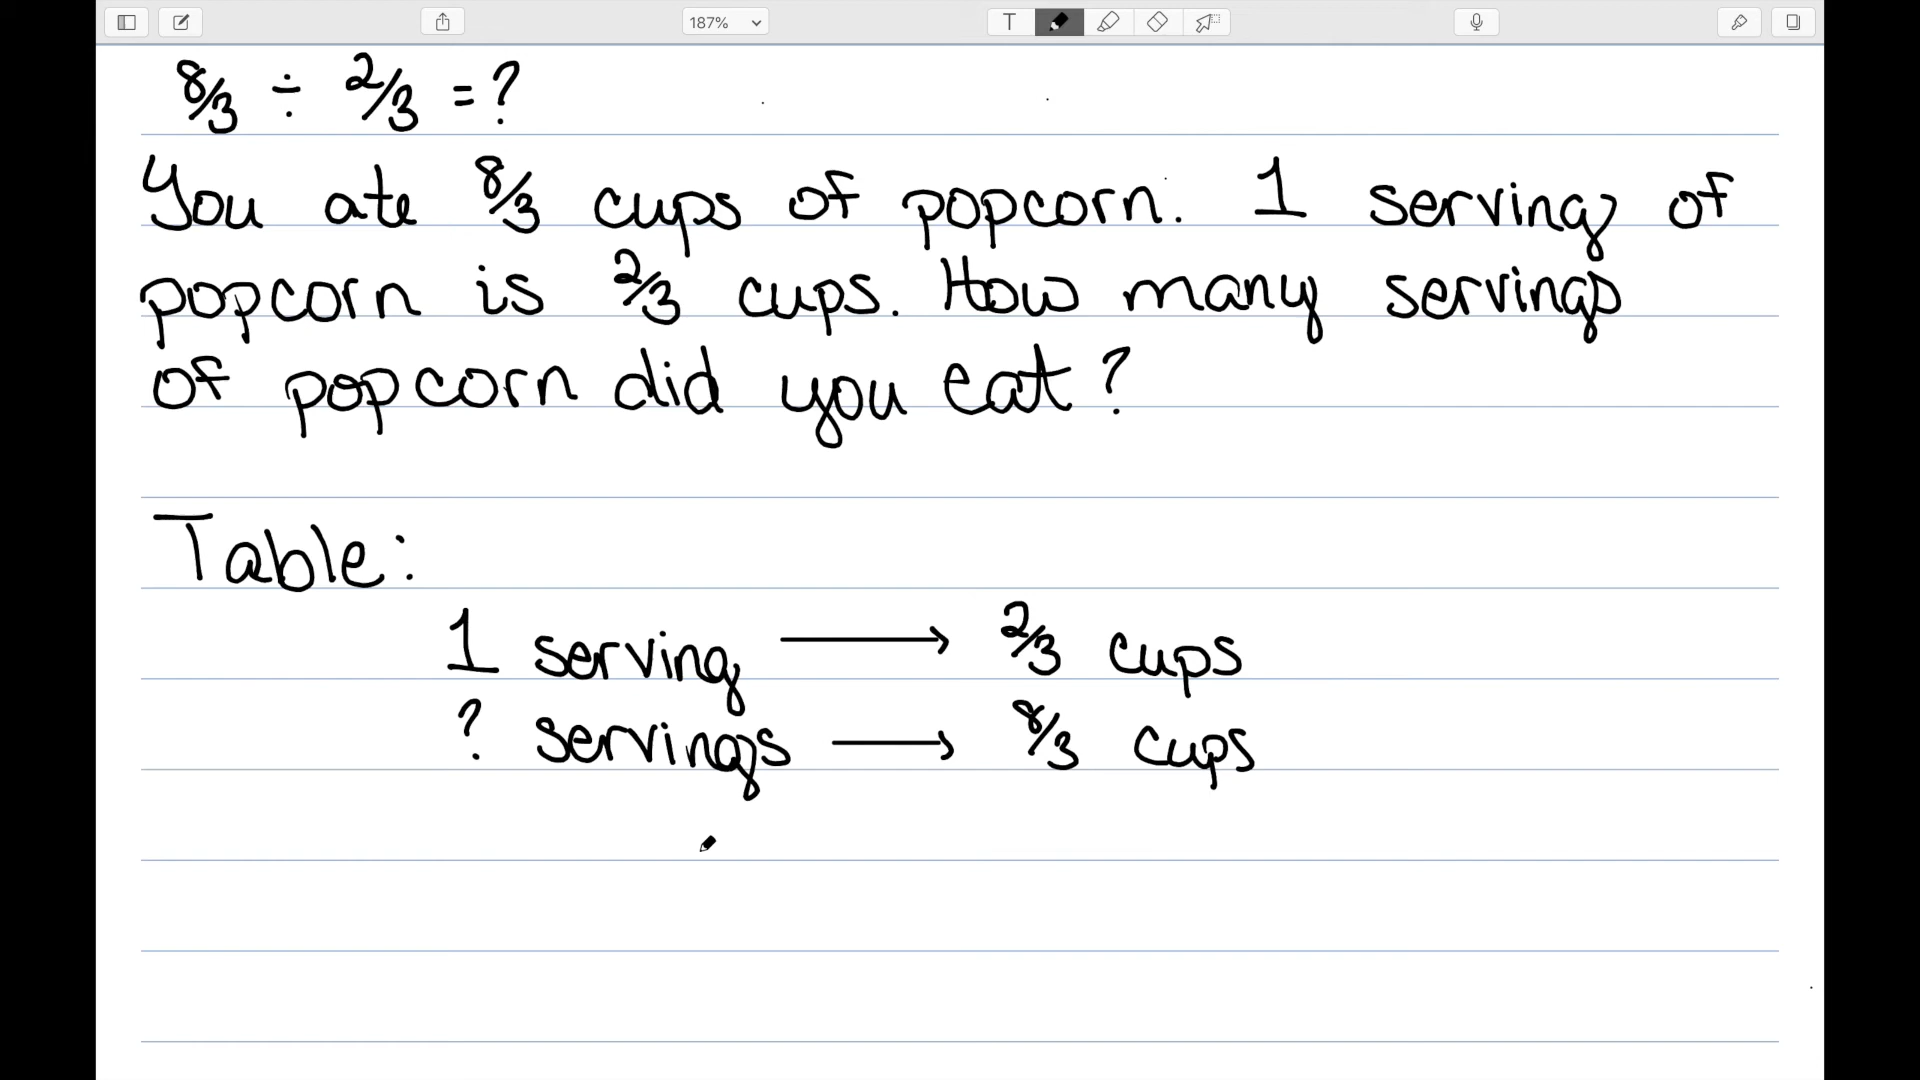 187%
T
8/3 ÷ 2/3 = ?
You ate 8/3 cups of popcorn. 1 serving of
popcorn is 2/3 cups. How many servings
of popcorn did you eat?
Table:
1 serving → 2/3 cups
? servings → 8/3 cups